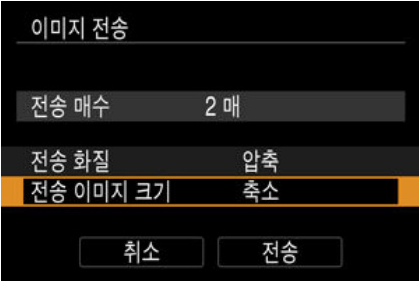 이미지 전송
전송 매수 2 매
전송 화질 압축
전송 이미지 크기 축소
취소 전송